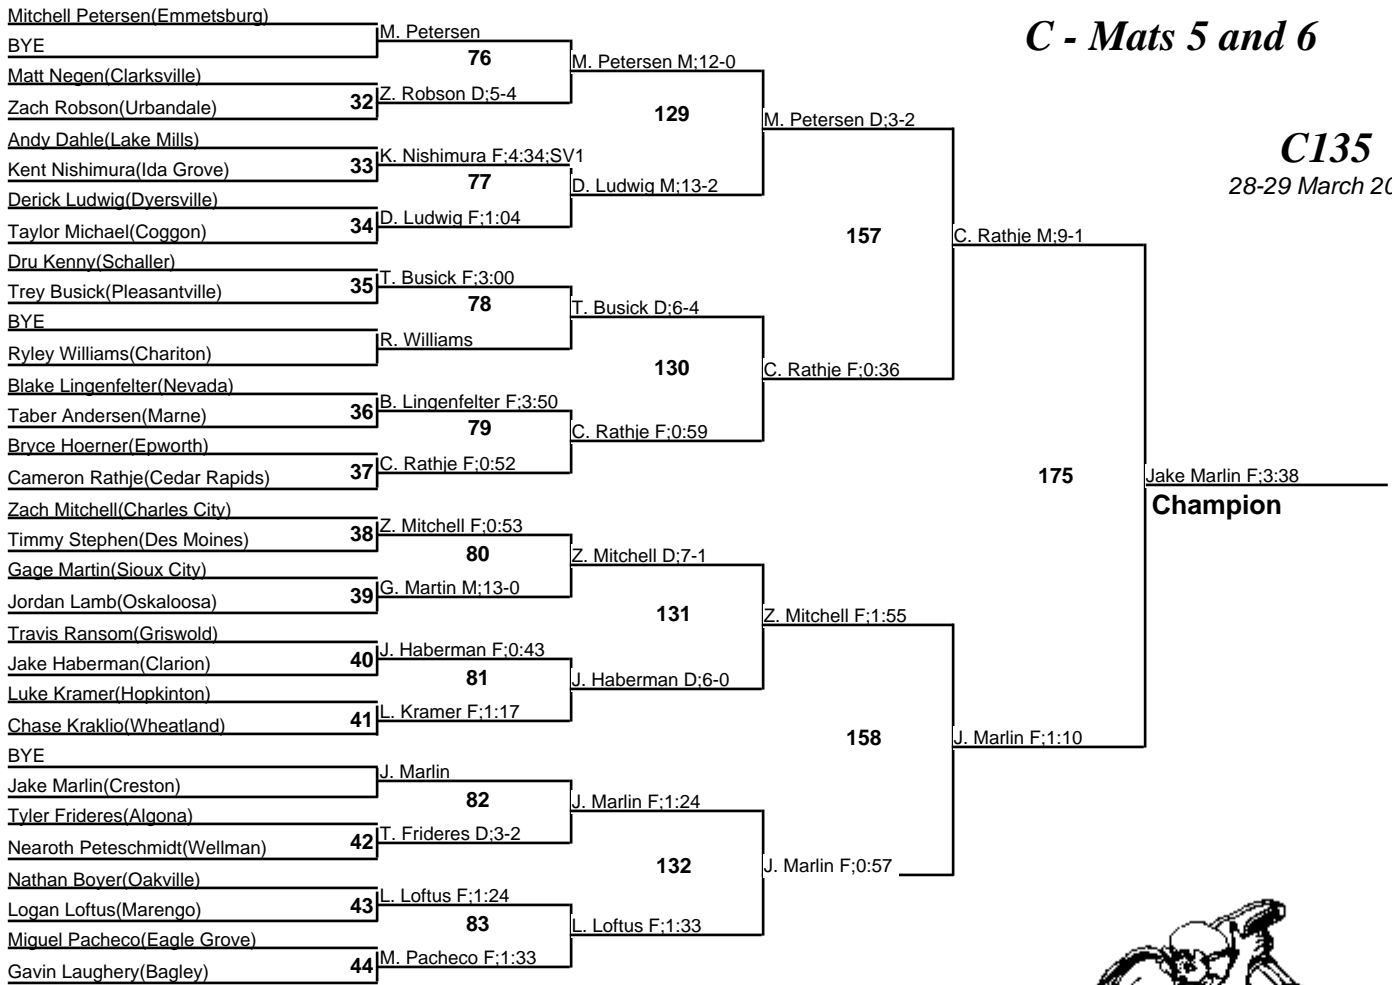 C - Mats 5 and 6
C135
28-29 March 20
Mitchell Petersen(Emmetsburg)
BYE
Matt Negen(Clarksville)
Zach Robson(Urbandale)
32
Andy Dahle(Lake Mills)
Kent Nishimura(Ida Grove)
33
Derick Ludwig(Dyersville)
Taylor Michael(Coggon)
34
Dru Kenny(Schaller)
Trey Busick(Pleasantville)
35
BYE
Ryley Williams(Chariton)
Blake Lingenfelter(Nevada)
Taber Andersen(Marne)
36
Bryce Hoerner(Epworth)
Cameron Rathje(Cedar Rapids)
37
Zach Mitchell(Charles City)
Timmy Stephen(Des Moines)
38
Gage Martin(Sioux City)
Jordan Lamb(Oskaloosa)
39
Travis Ransom(Griswold)
Jake Haberman(Clarion)
40
Luke Kramer(Hopkinton)
Chase Kraklio(Wheatland)
41
BYE
Jake Marlin(Creston)
Tyler Frideres(Algona)
Nearoth Peteschmidt(Wellman)
42
Nathan Boyer(Oakville)
Logan Loftus(Marengo)
43
Miguel Pacheco(Eagle Grove)
Gavin Laughery(Bagley)
44
M. Petersen
76
Z. Robson D;5-4
K. Nishimura F;4:34;SV1
77
D. Ludwig F;1:04
T. Busick F;3:00
78
R. Williams
B. Lingenfelter F;3:50
79
C. Rathje F;0:52
Z. Mitchell F;0:53
80
G. Martin M;13-0
J. Haberman F;0:43
81
L. Kramer F;1:17
J. Marlin
82
T. Frideres D;3-2
L. Loftus F;1:24
83
M. Pacheco F;1:33
M. Petersen M;12-0
129
D. Ludwig M;13-2
T. Busick D;6-4
130
C. Rathje F;0:59
Z. Mitchell D;7-1
131
J. Haberman D;6-0
J. Marlin F;1:24
132
L. Loftus F;1:33
M. Petersen D;3-2
157
C. Rathje F;0:36
Z. Mitchell F;1:55
158
J. Marlin F;0:57
C. Rathje M;9-1
175
J. Marlin F;1:10
Jake Marlin F;3:38
Champion